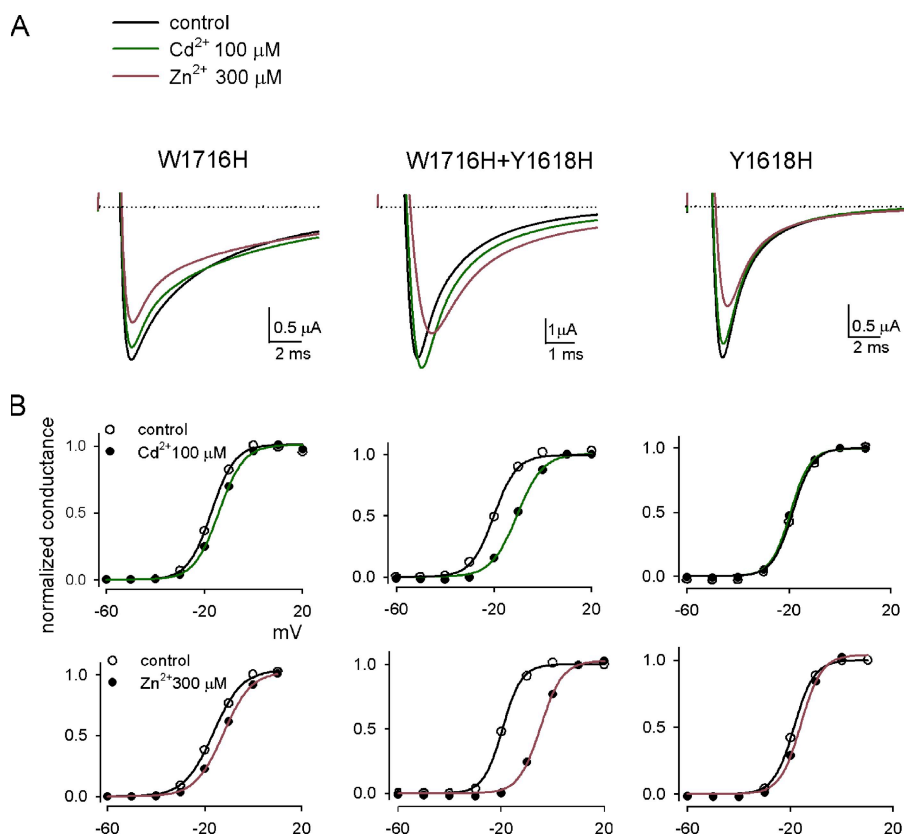 A
control
Cd²⁺ 100 μM
Zn²⁺ 300 μM
W1716H
W1716H+Y1618H
Y1618H
0.5 μA
2 ms
1μA
1 ms
0.5 μA
2 ms
B
normalized conductance
control
Cd²⁺100 μM
1.0
0.5
0.0
-60
-20
20
mV
1.0
0.5
0.0
-60
-20
20
1.0
0.5
0.0
-60
-20
20
control
Zn²⁺300 μM
1.0
0.5
0.0
-60
-20
20
1.0
0.5
0.0
-60
-20
20
1.0
0.5
0.0
-60
-20
20